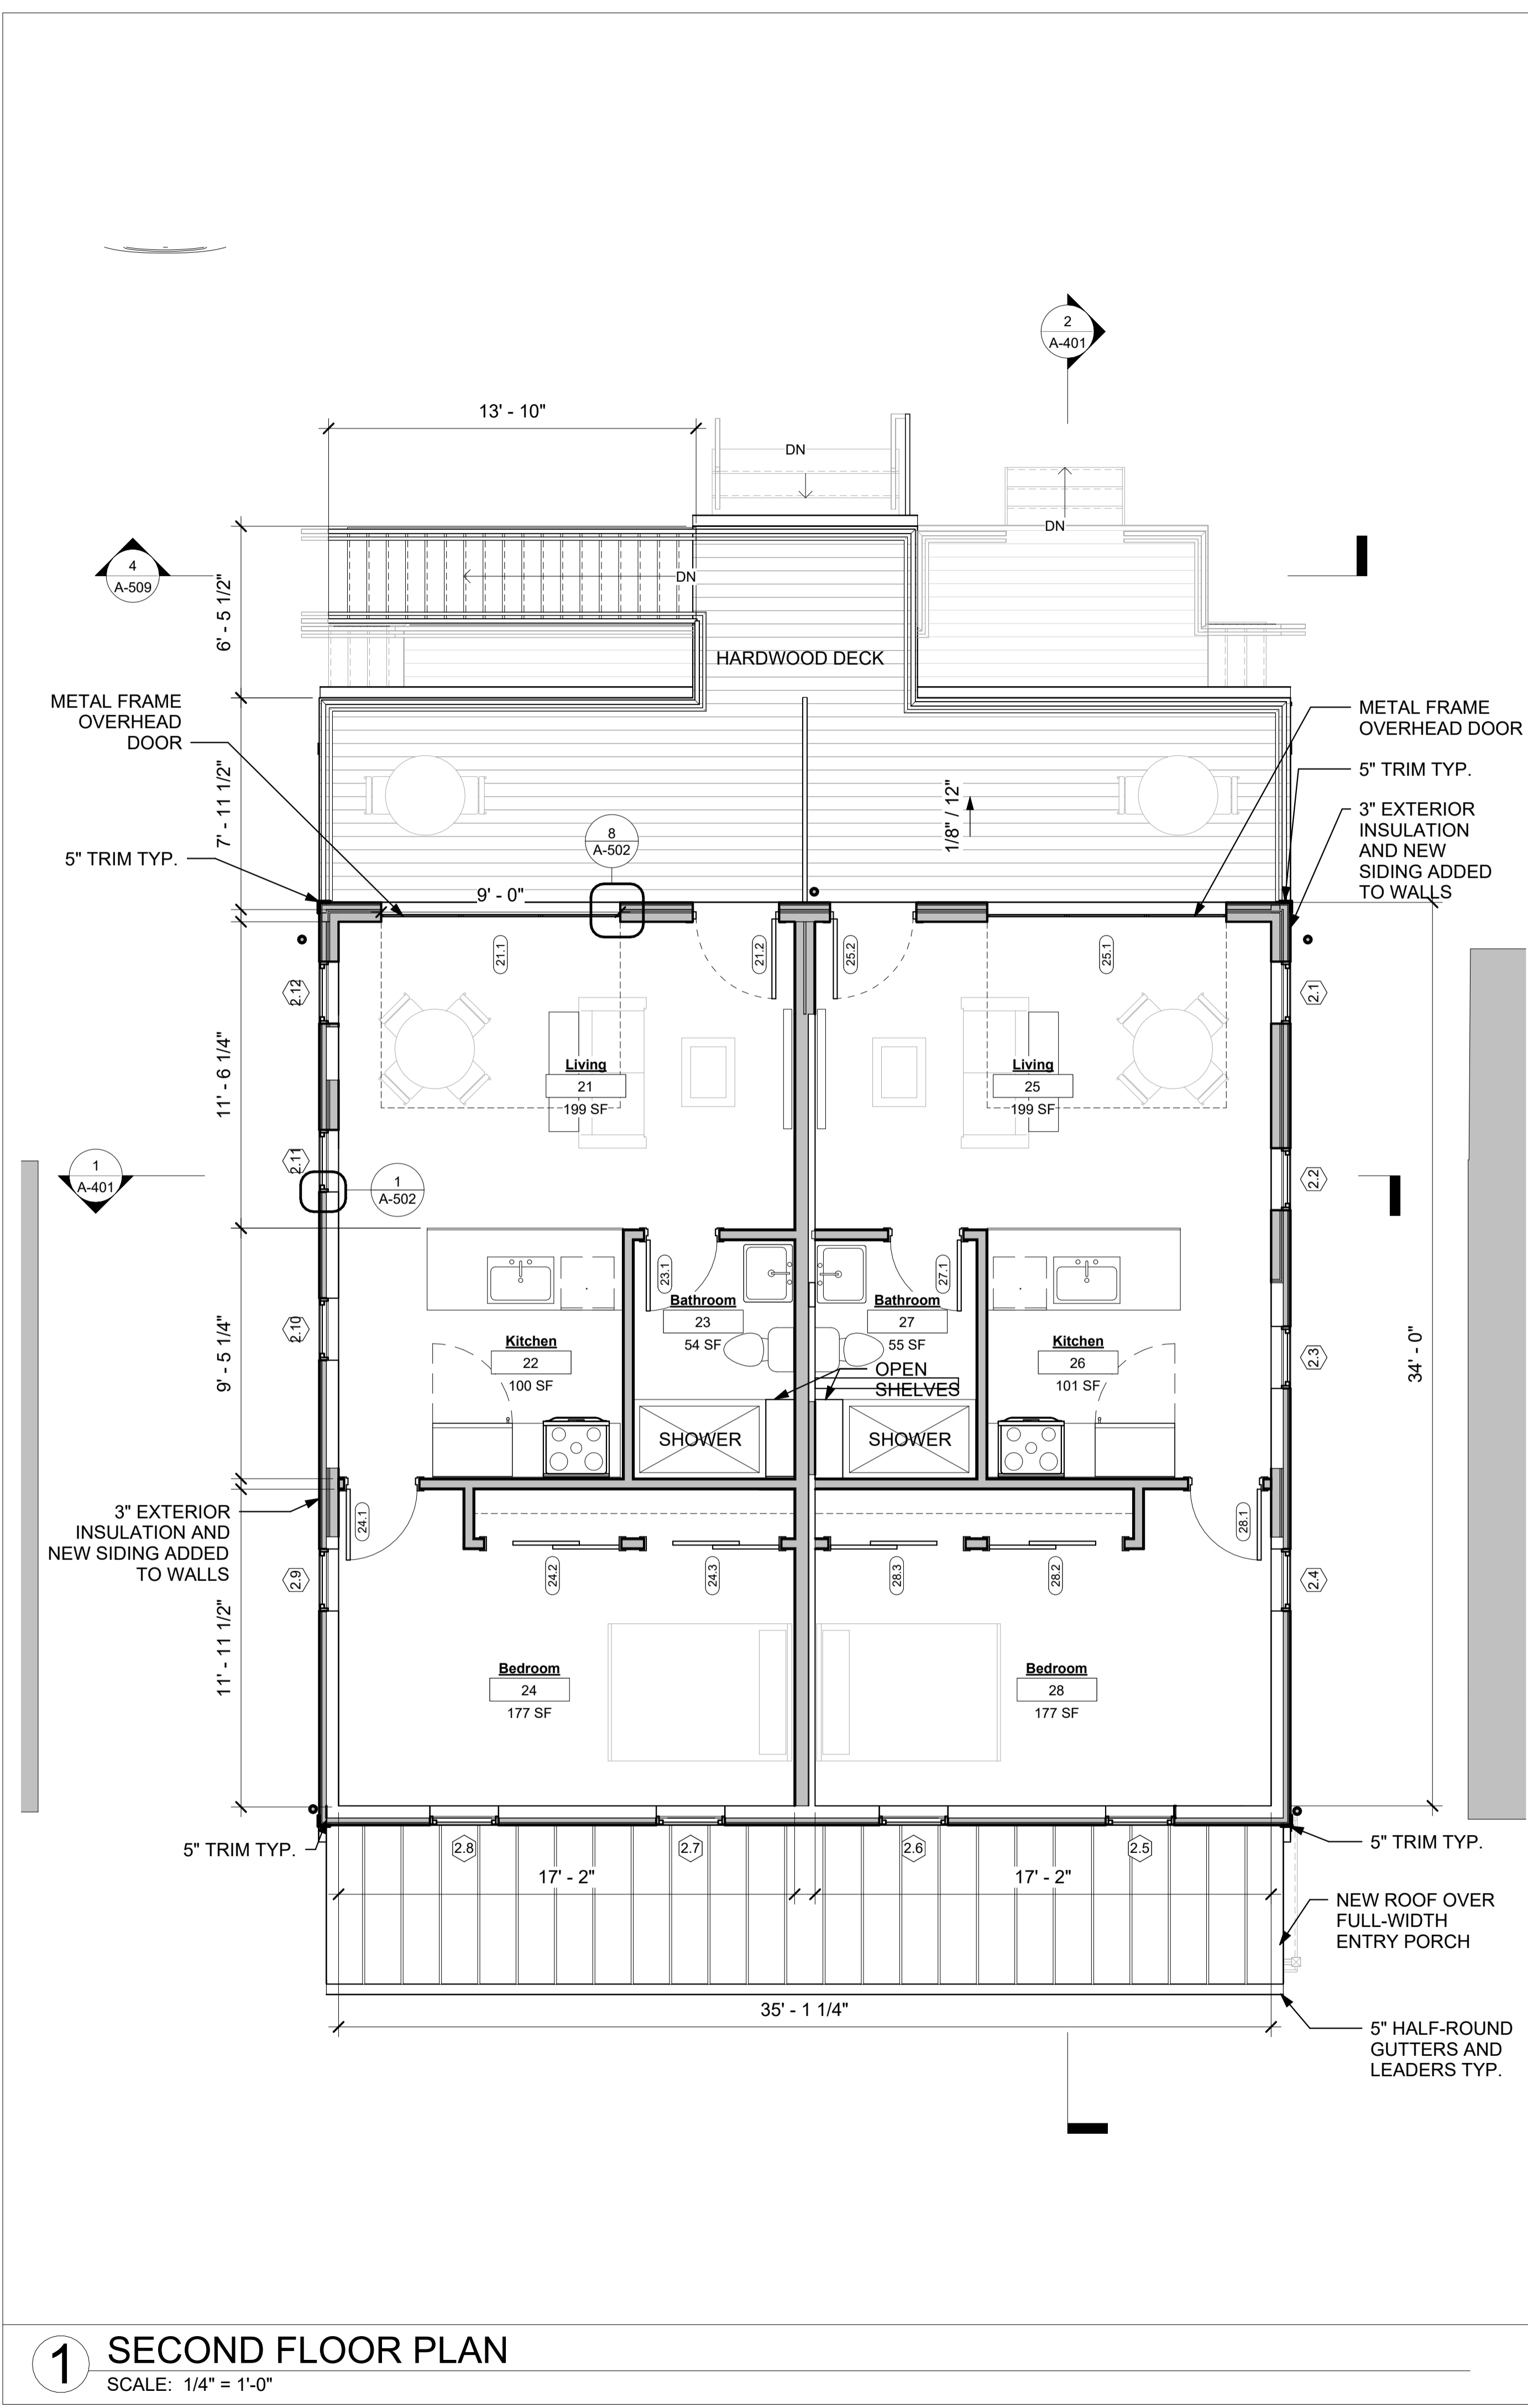 2
A-401
13' - 10"
DN
DN
4
A-509
DN
6' - 5 1/2"
HARDWOOD DECK
METAL FRAME
OVERHEAD
DOOR
METAL FRAME
OVERHEAD DOOR
5" TRIM TYP.
7' - 11 1/2"
1/8" / 12"
3" EXTERIOR
INSULATION
AND NEW
SIDING ADDED
TO WALLS
8
A-502
5" TRIM TYP.
9' - 0"
21.1
21.2
25.2
25.1
2.12
2.1
11' - 6 1/4"
Living
21
199 SF
Living
25
199 SF
2.11
1
A-401
1
A-502
2.2
23.1
27.1
Bathroom
23
54 SF
Bathroom
27
55 SF
2.10
Kitchen
22
100 SF
Kitchen
26
101 SF
2.3
9' - 5 1/4"
34' - 0"
OPEN
SHELVES
SHOWER
SHOWER
3" EXTERIOR
INSULATION AND
NEW SIDING ADDED
TO WALLS
24.1
28.1
2.9
24.2
24.3
28.3
28.2
2.4
11' - 11 1/2"
Bedroom
24
177 SF
Bedroom
28
177 SF
5" TRIM TYP.
2.8
2.7
2.6
2.5
5" TRIM TYP.
17' - 2"
17' - 2"
NEW ROOF OVER
FULL-WIDTH
ENTRY PORCH
35' - 1 1/4"
5" HALF-ROUND
GUTTERS AND
LEADERS TYP.
1
SECOND FLOOR PLAN
SCALE: 1/4" = 1'-0"